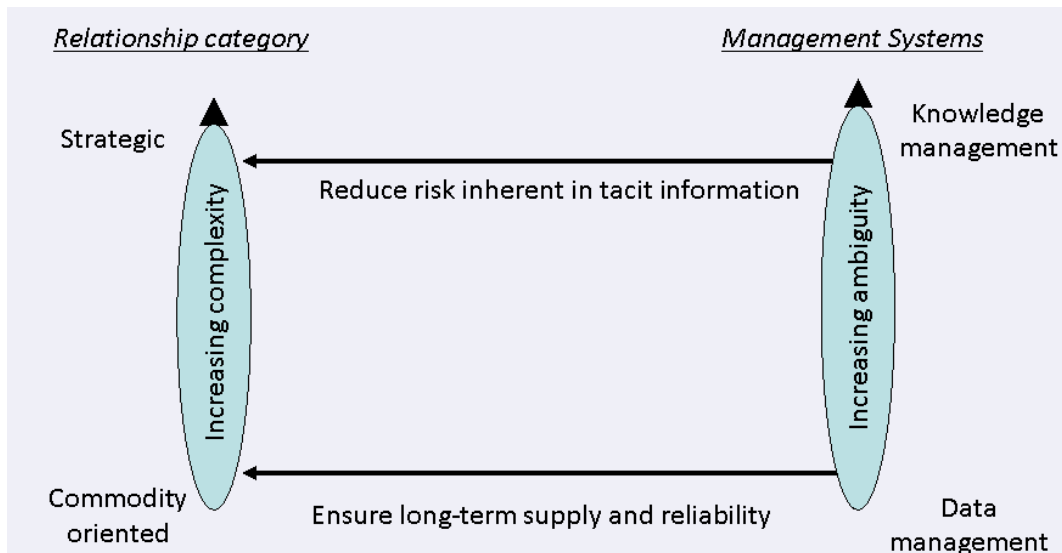 Relationship category
Management Systems
Strategic
Knowledge
management
Reduce risk inherent in tacit information
Increasing complexity
Increasing ambiguity
Commodity
oriented
Ensure long-term supply and reliability
Data
management